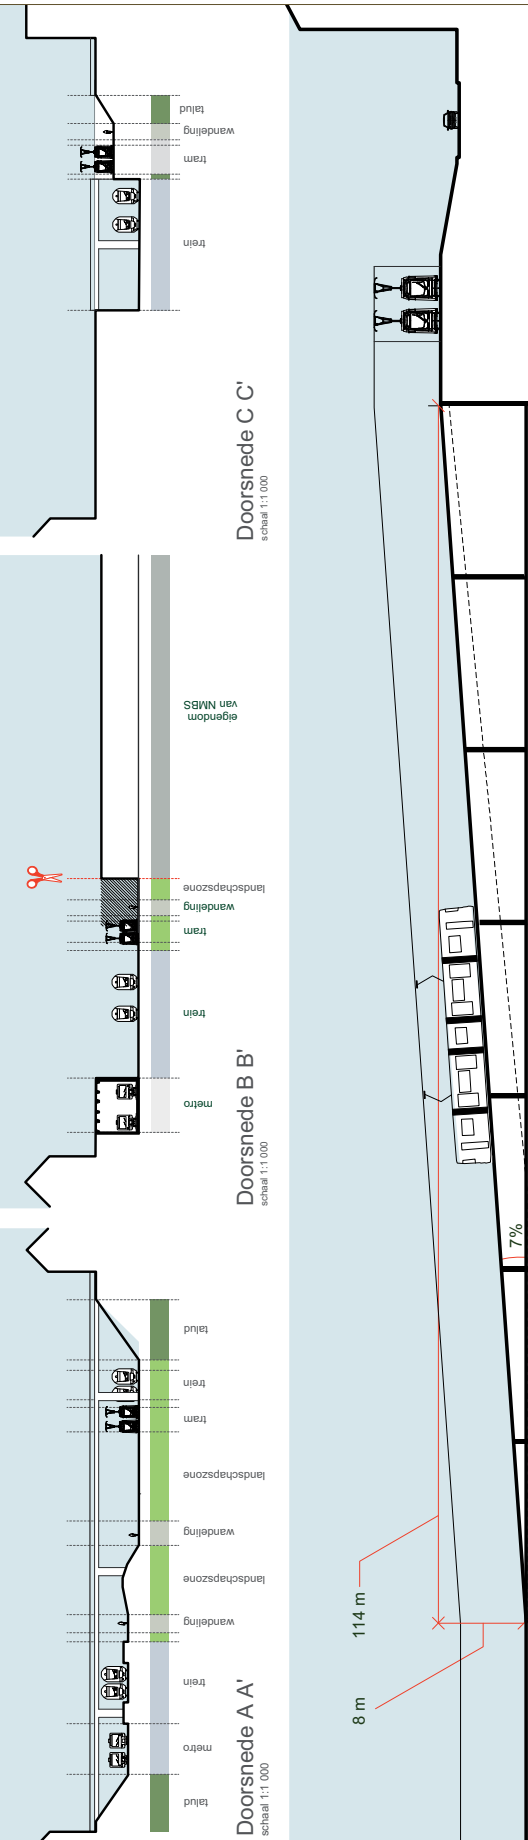 talud
metro
trein
wandeling
landschapszone
wandeling
landschapszone
tram
trein
talud
Doorsnede A A'
schaal 1:1 000
metro
trein
tram
wandeling
landschapszone
eigendom
van NMBS
Doorsnede B B'
schaal 1:1 000
trein
tram
wandeling
talud
Doorsnede C C'
schaal 1:1 000
8 m
114 m
7%